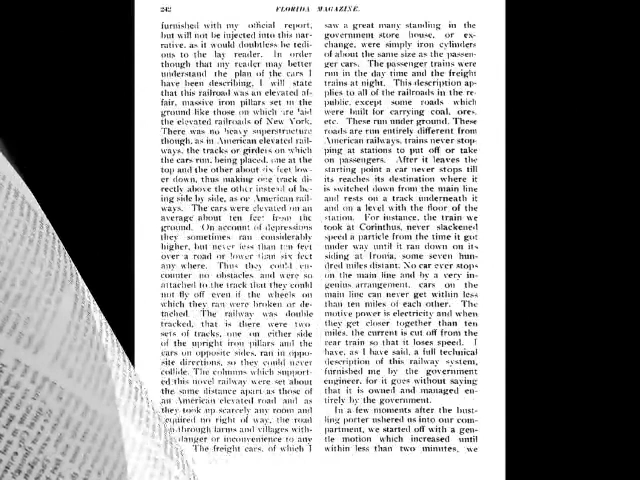 242
FLORIDA MAGAZINE.
furnished with my official report,
but will not be injected into this nar-
rative, as it would doubtless be tedi-
ous to the lay reader. In order
though that my reader may better
understand the plan of the cars I
have been describing, I will state
that this railroad was an elevated af-
fair, massive iron pillars set in the
ground like those on which are laid
the elevated railroads of New York.
There was no heavy superstructure
though, as in American elevated rail-
ways, the tracks or girders on which
the cars run, being placed, one at the
top and the other about six feet low-
er down, thus making one track di-
rectly above the other instead of be-
ing side by side, as on American rail-
ways. The cars were elevated on an
average about ten feet from the
ground. On account of depressions
they sometimes ran considerably
higher, but never less than ten feet
over a road or lower than six feet
any where. Thus they could en-
counter no obstacles, and were so
attached to the track that they could
not fly off even if the wheels on
which they ran were broken or de-
tached. The railway was double
tracked, that is there were two
sets of tracks, one on either side
of the upright iron pillars and the
cars on opposite sides, ran in oppo-
site directions, so they could never
collide. The columns which support-
ed this novel railway were set about
the same distance apart as those of
an American elevated road and as
they took up scarcely any room and
required no right of way, the road
through farms and villages with-
danger or inconvenience to any
The freight cars, of which I
saw a great many standing in the
government store house, or ex-
change, were simply iron cylinders
of about the same size as the passen-
ger cars. The passenger trains were
run in the day time and the freight
trains at night. This description ap-
plies to all of the railroads in the re-
public, except some roads which
were built for carrying coal, ores,
etc. These run under ground. These
roads are run entirely different from
American railways, trains never stop-
ping at stations to put off or take
on passengers. After it leaves the
starting point a car never stops till
its reaches its destination where it
is switched down from the main line
and rests on a track underneath it
and on a level with the floor of the
station. For instance, the train we
took at Corinthus, never slackened
speed a particle from the time it got
under way until it ran down on its
siding at Ironia, some seven hun-
dred miles distant. No car ever stops
on the main line and by a very in-
genius arrangement, cars on the
main line can never get within less
than ten miles of each other. The
motive power is electricity and when
they get closer together than ten
miles, the current is cut off from the
rear train so that it loses speed. I
have, as I have said, a full technical
description of this railway system,
furnished me by the government
engineer, for it goes without saying
that it is owned and managed en-
tirely by the government.
In a few moments after the bust-
ling porter ushered us into our com-
partment, we started off with a gen-
tle motion which increased until
within less than two minutes, we